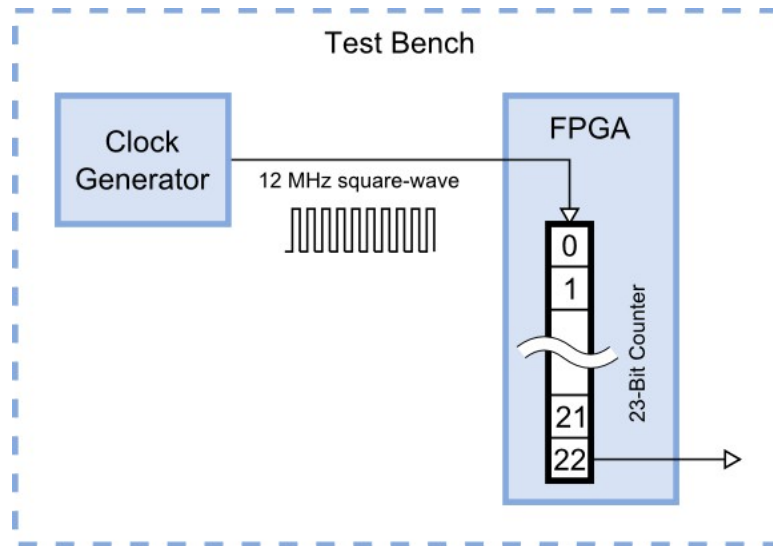 Test Bench
Clock
Generator
12 MHz square-wave
FPGA
0
1
21
22
23-Bit Counter